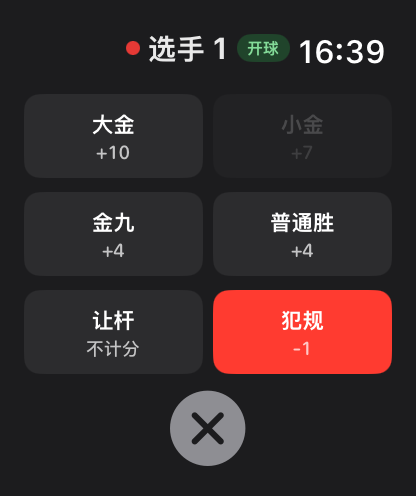 选手 1 开球 16:39
大金 小金
+10 +7
金九 普通胜
+4 +4
让杆 犯规
不计分 -1